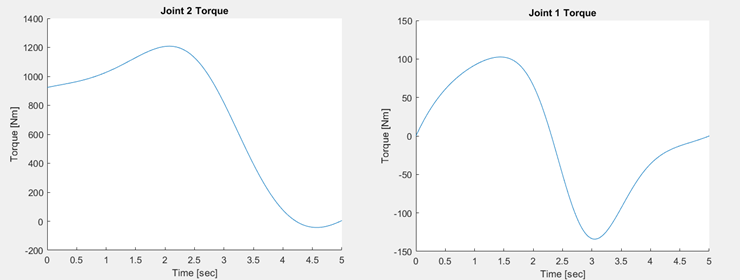 Joint 2 Torque
1400
1200
1000
800
600
400
200
0
-200
Torque [Nm]
0 0.5 1 1.5 2 2.5 3 3.5 4 4.5 5
Time [sec]
Joint 1 Torque
150
100
50
0
-50
-100
-150
Torque [Nm]
0 0.5 1 1.5 2 2.5 3 3.5 4 4.5 5
Time [sec]